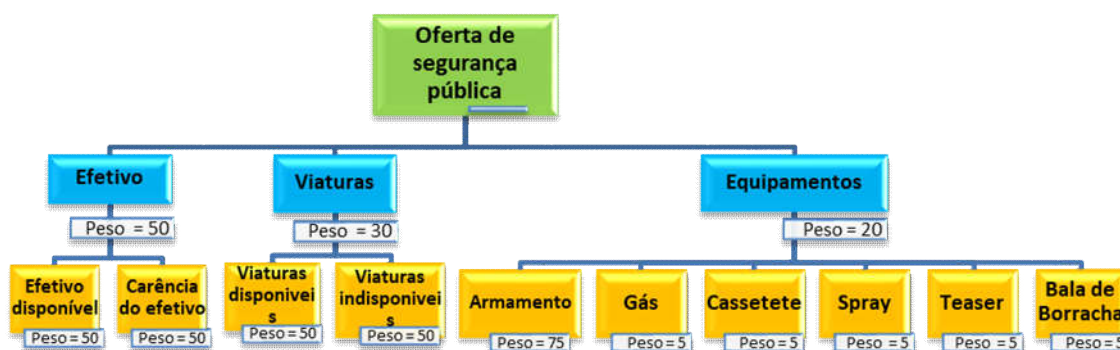 Oferta de
segurança
pública
Efetivo
Viaturas
Equipamentos
Peso = 50
Peso = 30
Peso = 20
Efetivo
disponível
Carência
do efetivo
Viaturas
disponivei
s
Viaturas
indisponivei
s
Armamento
Gás
Cassetete
Spray
Teaser
Bala de
Borracha
Peso = 50
Peso = 50
Peso = 50
Peso = 50
Peso = 75
Peso = 5
Peso = 5
Peso = 5
Peso = 5
Peso = 5